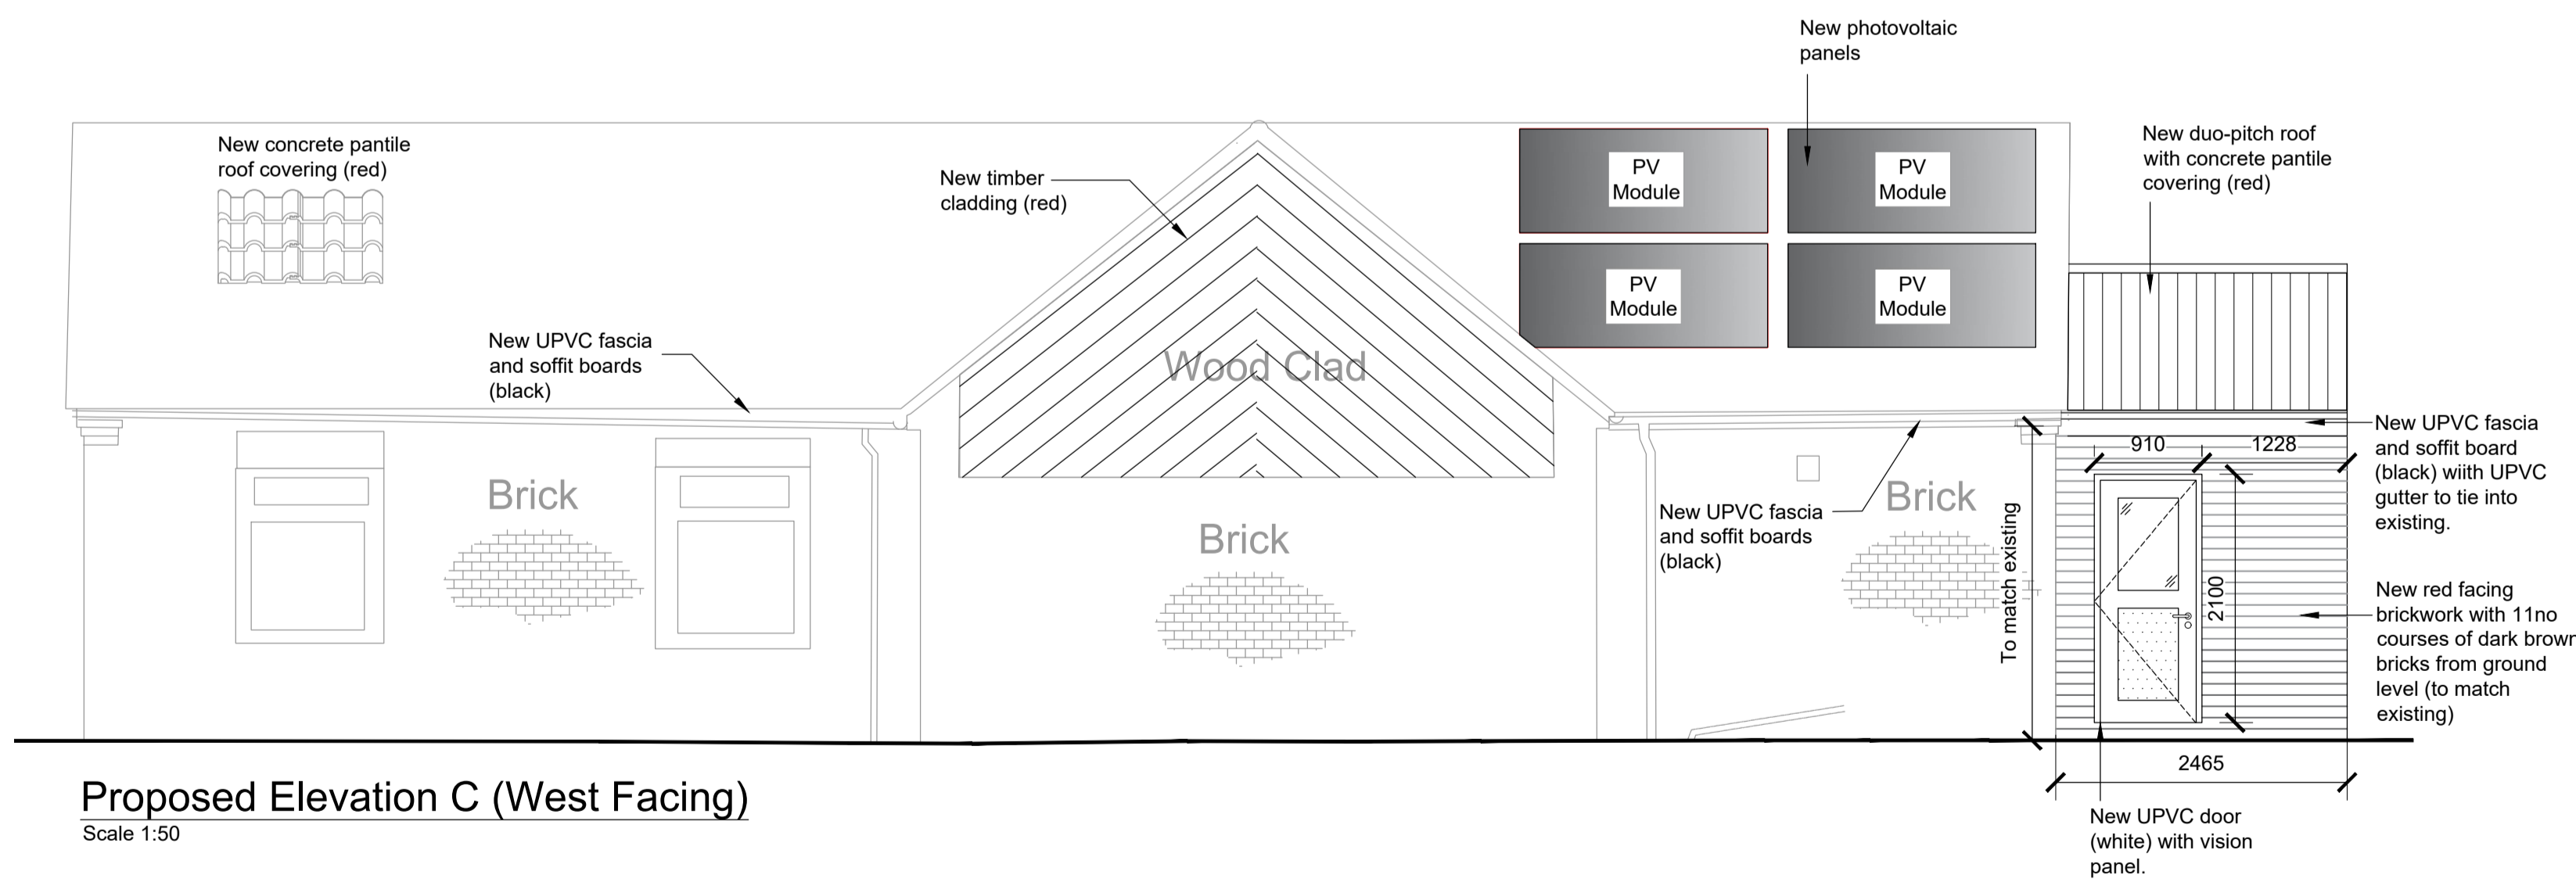 New photovoltaic
panels
New concrete pantile
roof covering (red)
New timber
cladding (red)
PV
Module
PV
Module
New duo-pitch roof
with concrete pantile
covering (red)
PV
Module
PV
Module
New UPVC fascia
and soffit boards
(black)
Wood Clad
New UPVC fascia
and soffit board
(black) wiith UPVC
gutter to tie into
existing.
910
1228
Brick
Brick
Brick
New UPVC fascia
and soffit boards
(black)
To match existing
2100
New red facing
brickwork with 11no
courses of dark brown
bricks from ground
level (to match
existing)
2465
Proposed Elevation C (West Facing)
Scale 1:50
New UPVC door
(white) with vision
panel.